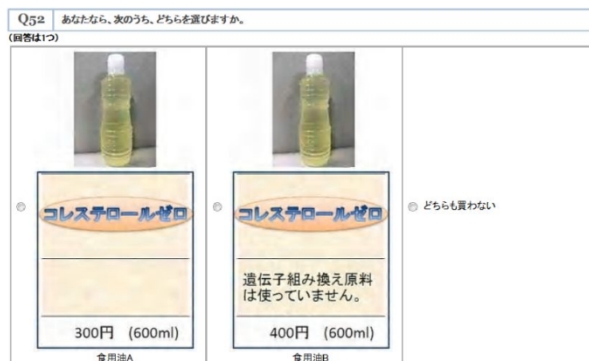 Q52 あなたなら、次のうち、どちらを選びますか。
(回答は1つ)
コレステロールゼロ
300円 (600ml)
食用油A
コレステロールゼロ
遺伝子組み換え原料
は使っていません。
400円 (600ml)
食用油B
どちらも買わない